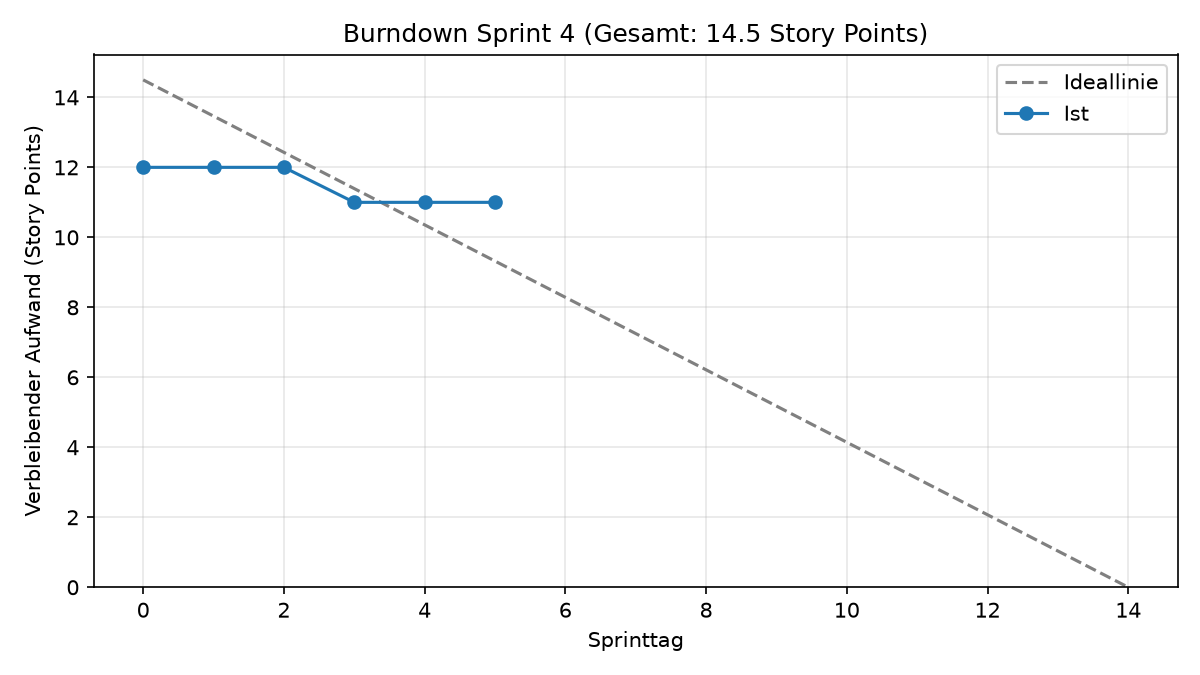 Burndown Sprint 4 (Gesamt: 14.5 Story Points)
Ideallinie
Ist
Verbleibender Aufwand (Story Points)
14
12
10
8
6
4
2
0
0 2 4 6 8 10 12 14
Sprinttag